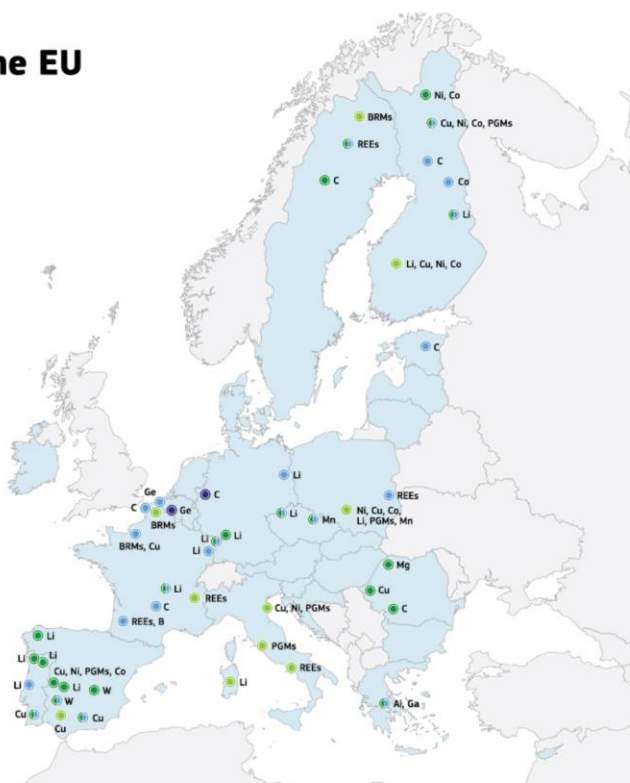 ne EU
Ni, Co
BRMs
Cu, Ni, Co, PGMs
REEs
C
C
Co
Li
Li, Cu, Ni, Co
C
Li
Ge
C
REEs
C
Ge
Ni, Cu, Co,
Li, PGMs, Mn
BRMs
Li
Mn
BRMs, Cu
Li
Li
Li
Mg
Li
Cu
REEs
C
Cu, Ni, PGMs
C
REEs, B
Li
PGMs
Li
Li
REEs
Cu, Ni, PGMs, Co
Li
Li
Li
W
W
Al, Ga
Cu
Cu
Cu